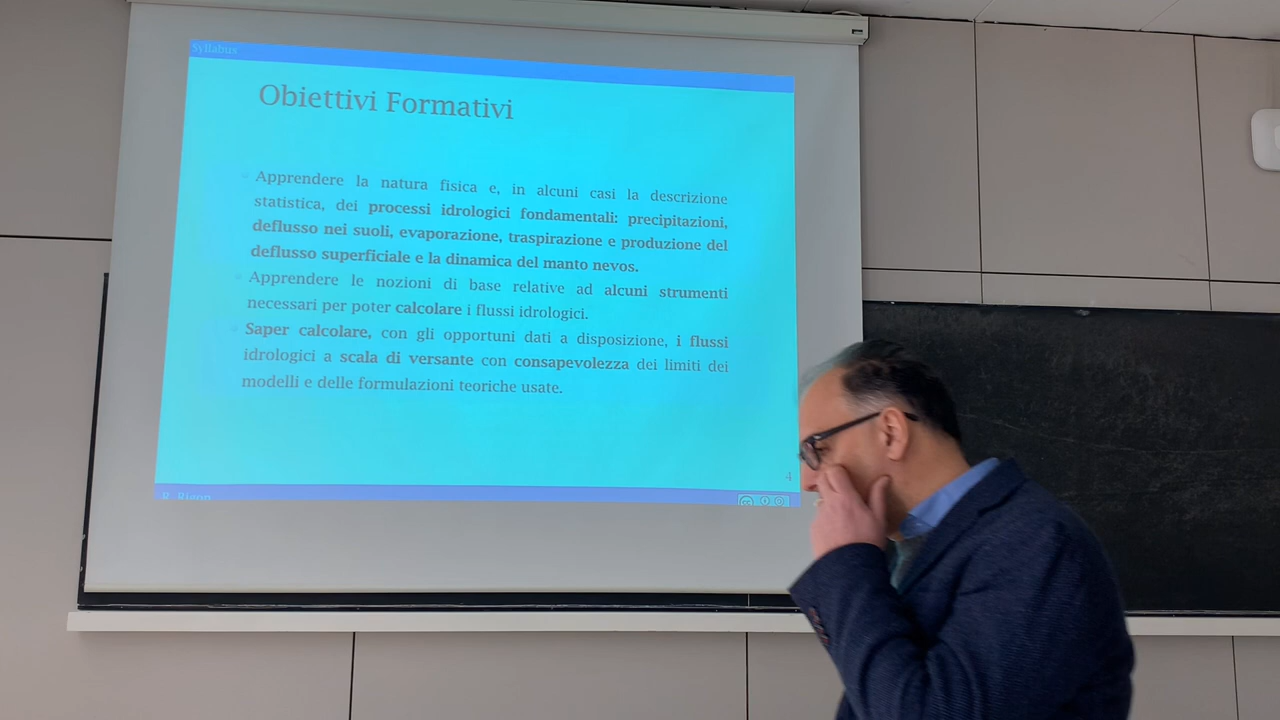 Syllabus
Obiettivi Formativi
Apprendere la natura fisica e, in alcuni casi la descrizione
statistica, dei processi idrologici fondamentali: precipitazioni,
deflusso nei suoli, evaporazione, traspirazione e produzione del
deflusso superficiale e la dinamica del manto nevos.
Apprendere le nozioni di base relative ad alcuni strumenti
necessari per poter calcolare i flussi idrologici.
Saper calcolare, con gli opportuni dati a disposizione, i flussi
idrologici a scala di versante con consapevolezza dei limiti dei
modelli e delle formulazioni teoriche usate.
4
R.